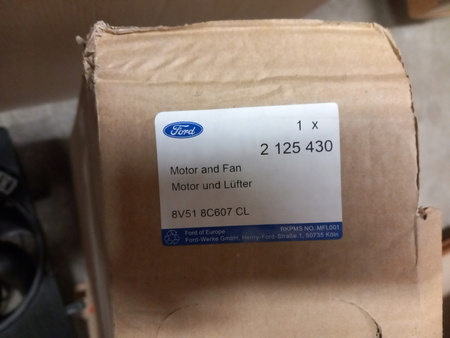 Ford
1 x
2 125 430
Motor and Fan
Motor und Lüfter
8V51 8C607 CL
Ford of Europe
RKPMS NO. MFL001
Ford-Werke GmbH, Henry-Ford-Straße 1, 50735 Köln